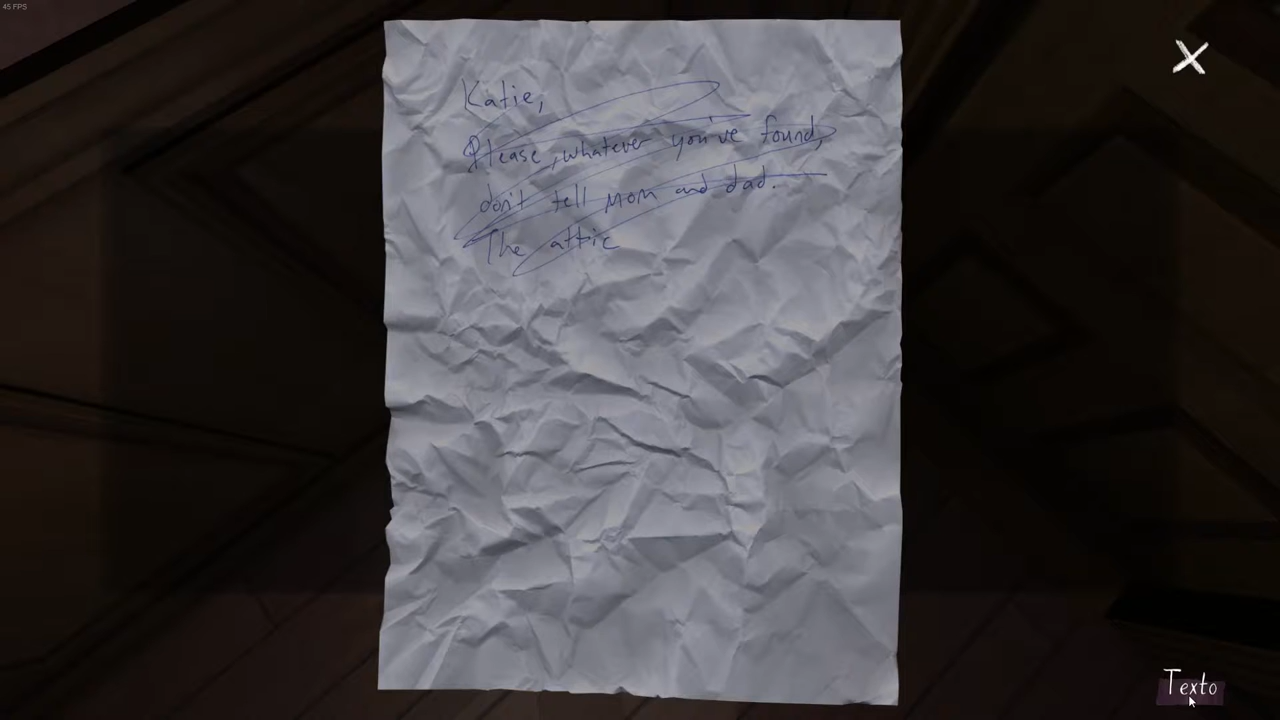 45 FPS
Katie,
Please, whatever you've found,
don't tell Mom and dad.
The attic
Texto